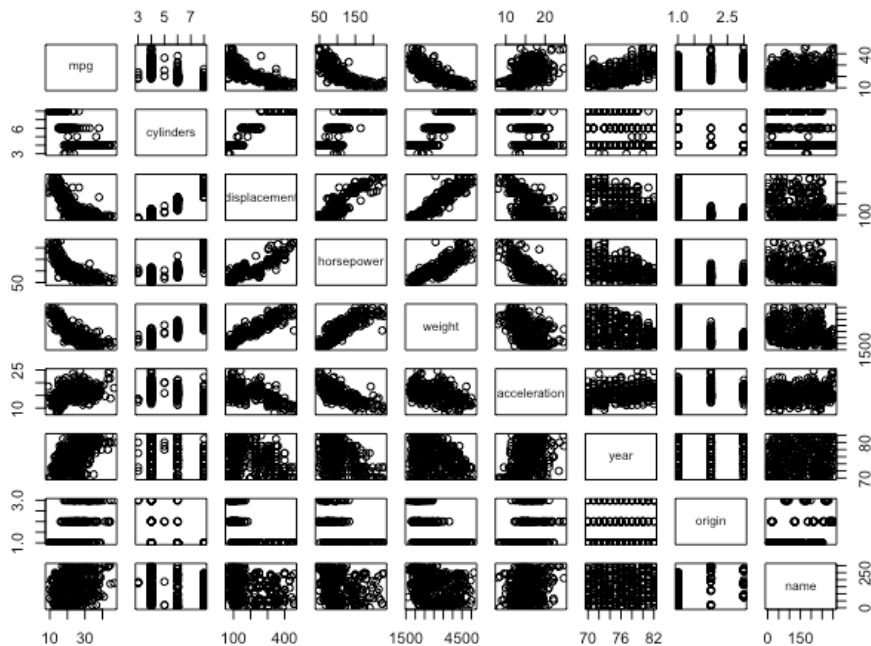 3 5 7 50 150 10 20 1.0 2.5
mpg 10 40
3 6 cylinders
displacement 100
50 horsepower
weight 1500
10 25 acceleration
year 70 80
1.0 3.0 origin
name 0 250
10 30 100 400 1500 4500 70 76 82 0 150